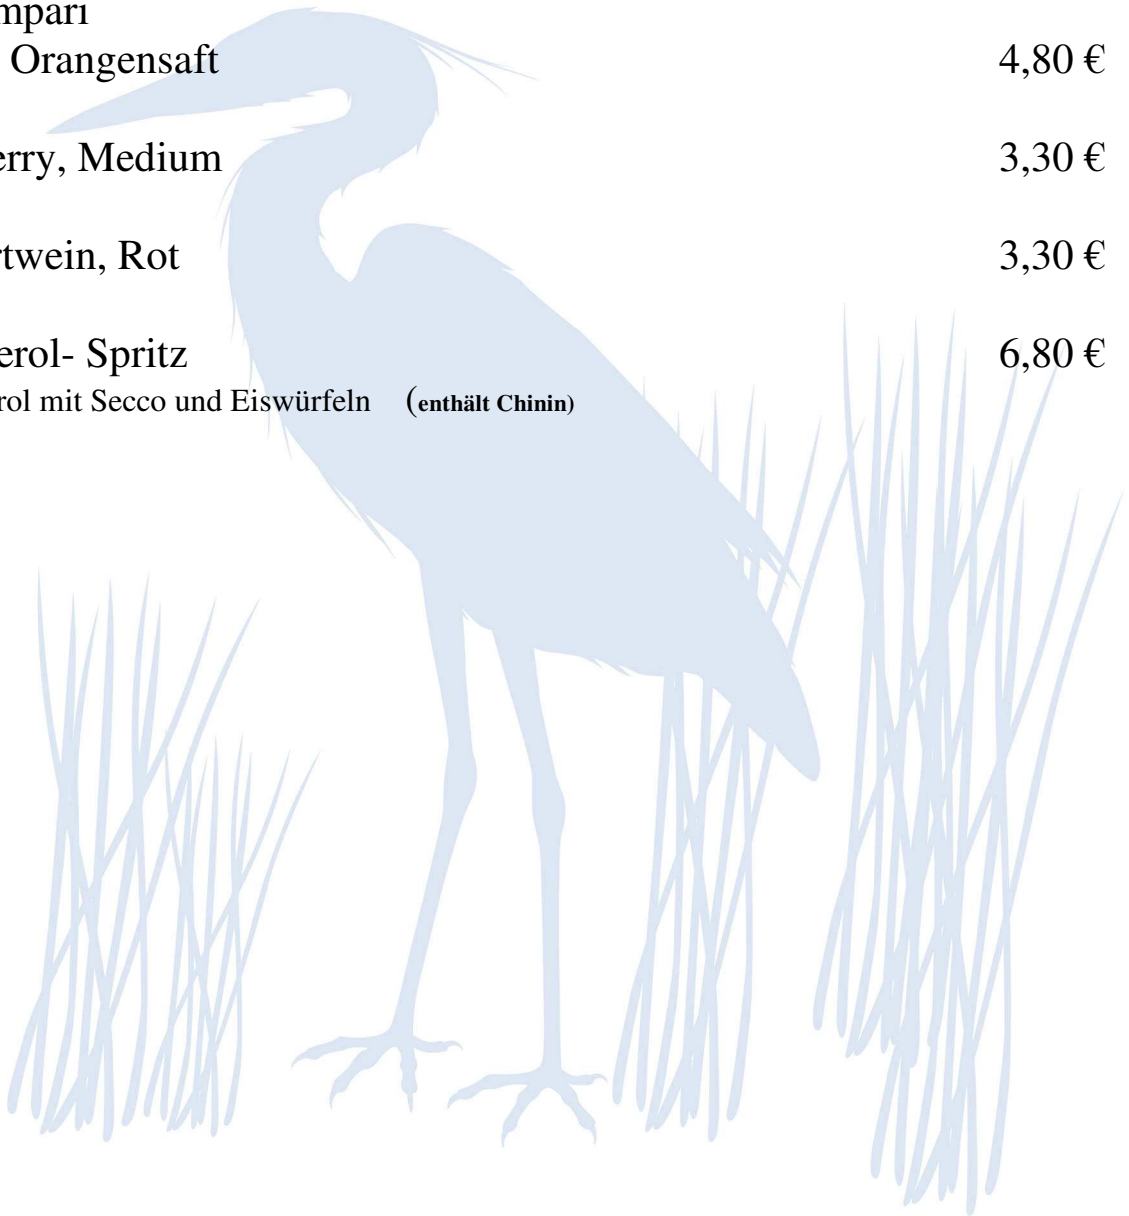 mpari
Orangensaft 4,80 €
erry, Medium 3,30 €
rtwein, Rot 3,30 €
erol- Spritz 6,80 €
rol mit Secco und Eiswürfeln (enthält Chinin)